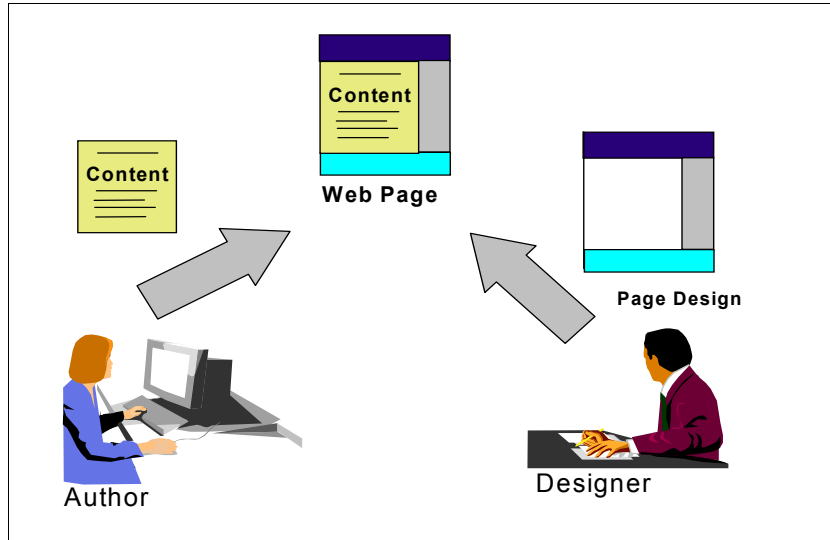 Content
Web Page
Content
Page Design
Author
Designer